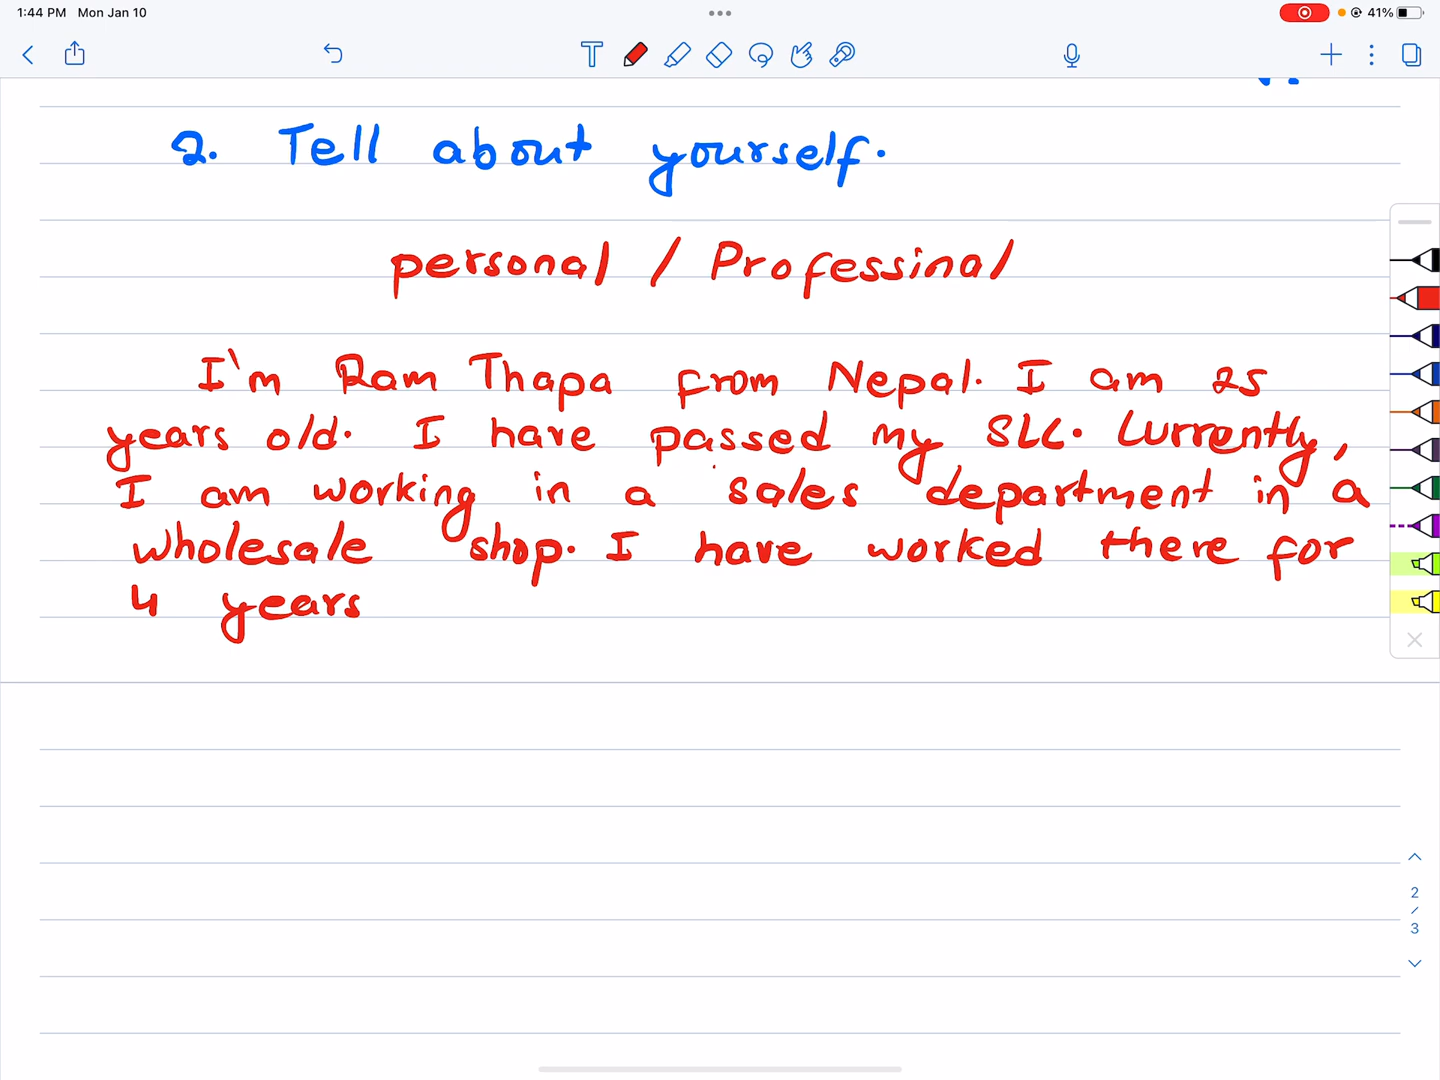 1:44 PM Mon Jan 10
41%
2. Tell about yourself.
personal / Professinal
I'm Ram Thapa from Nepal. I am 25
years old. I have passed my SLC. Currently,
I am working in a sales department in a
wholesale shop. I have worked there for
4 years
2
/
3